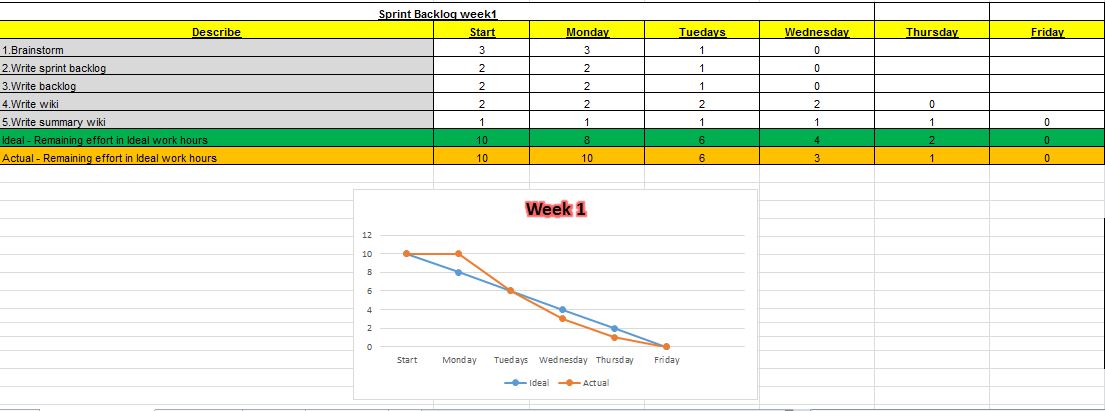 Sprint Backlog week1
Describe Start Monday Tuedays Wednesday Thursday Friday
1.Brainstorm 3 3 1 0
2.Write sprint backlog 2 2 1 0
3.Write backlog 2 2 1 0
4.Write wiki 2 2 2 2 0
5.Write summary wiki 1 1 1 1 1 0
Ideal - Remaining effort in Ideal work hours 10 8 6 4 2 0
Actual - Remaining effort in Ideal work hours 10 10 6 3 1 0
Week 1
12
10
8
6
4
2
0
Start Monday Tuedays Wednesday Thursday Friday
Ideal Actual